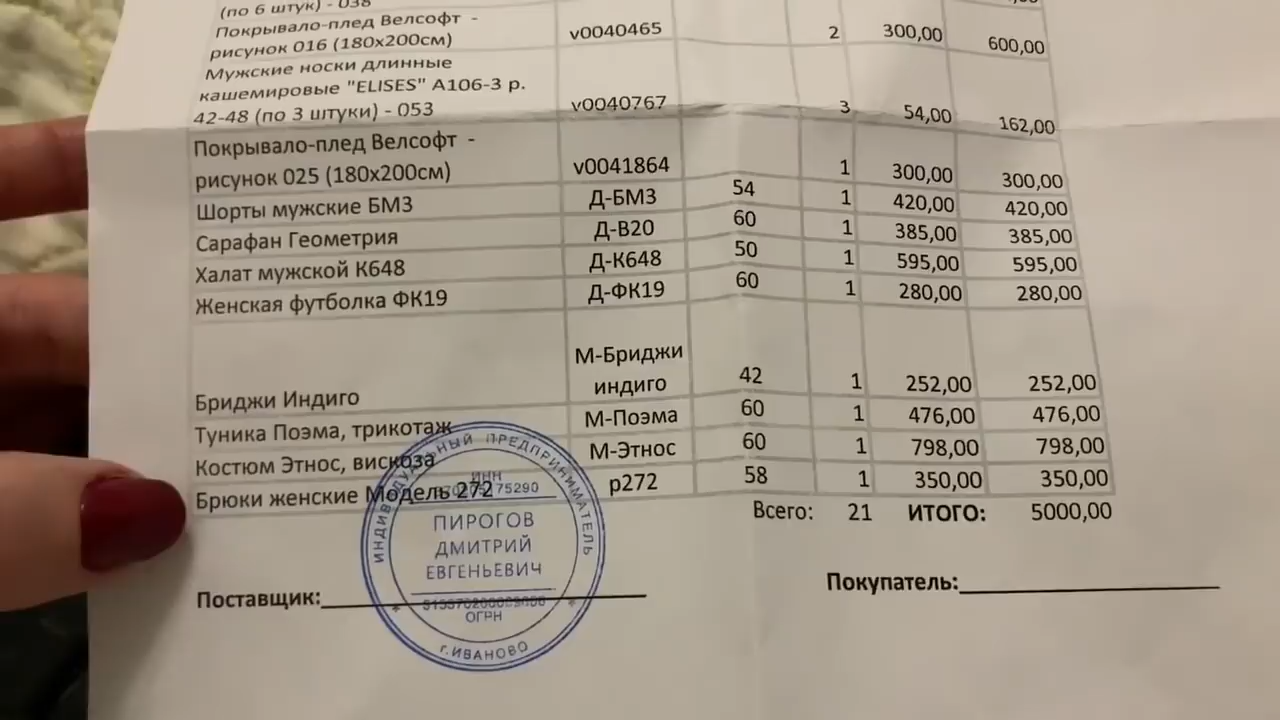 (по 6 штук) - 038
Покрывало-плед Велсофт -
рисунок 016 (180х200см) v0040465 2 300,00 600,00
Мужские носки длинные
кашемировые "ELISES" А106-3 р.
42-48 (по 3 штуки) - 053 v0040767 3 54,00 162,00
Покрывало-плед Велсофт -
рисунок 025 (180х200см) v0041864 1 300,00 300,00
Шорты мужские БМ3 Д-БМ3 54 1 420,00 420,00
Сарафан Геометрия Д-В20 60 1 385,00 385,00
Халат мужской К648 Д-К648 50 1 595,00 595,00
Женская футболка ФК19 Д-ФК19 60 1 280,00 280,00
М-Бриджи
Бриджи Индиго индиго 42 1 252,00 252,00
Туника Поэма, трикотаж М-Поэма 60 1 476,00 476,00
Костюм Этнос, вискоза М-Этнос 60 1 798,00 798,00
Брюки женские Модель 272 р272 58 1 350,00 350,00
Всего: 21 ИТОГО: 5000,00
ИНДИВИДУАЛЬНЫЙ ПРЕДПРИНИМАТЕЛЬ
ИНН
ПИРОГОВ
ДМИТРИЙ
ЕВГЕНЬЕВИЧ
ОГРН
г.ИВАНОВО
Поставщик:
Покупатель: